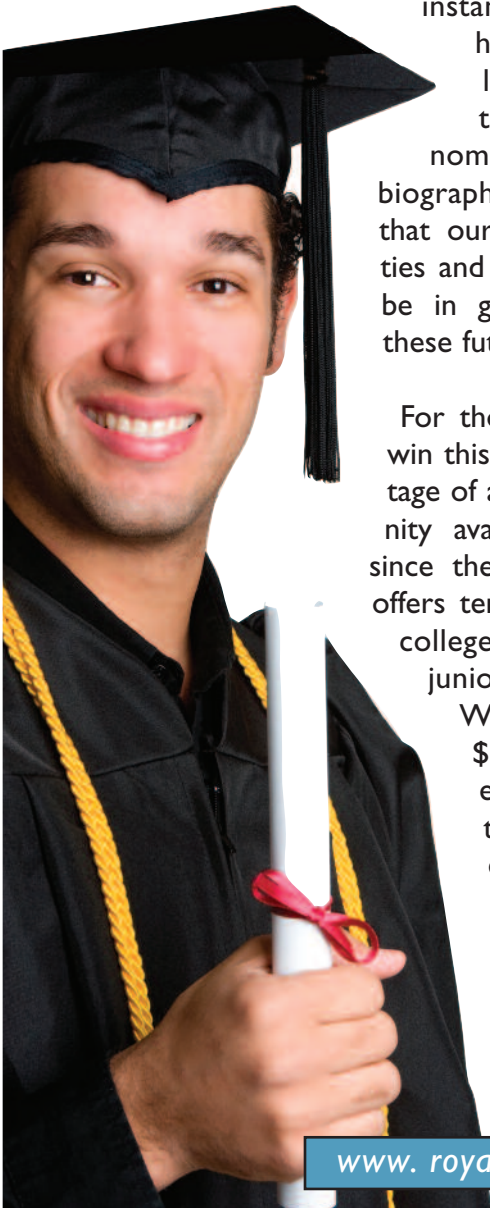 instan
h
l
t
nom
biograph
that our
ties and
be in g
these fut
For the
win this
tage of a
nity ava
since the
offers ter
college
junio
W
$
e
t
www. roya